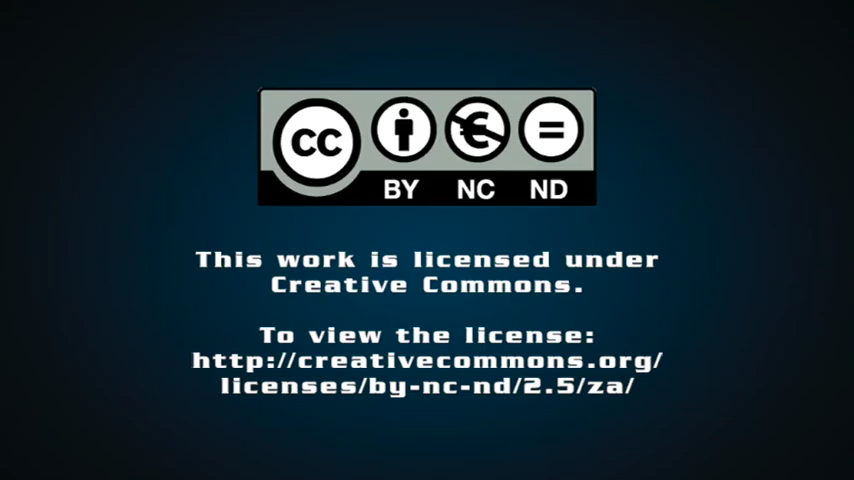 CC
BY NC ND
This work is licensed under
Creative Commons.
To view the license:
http://creativecommons.org/
licenses/by-nc-nd/2.5/za/